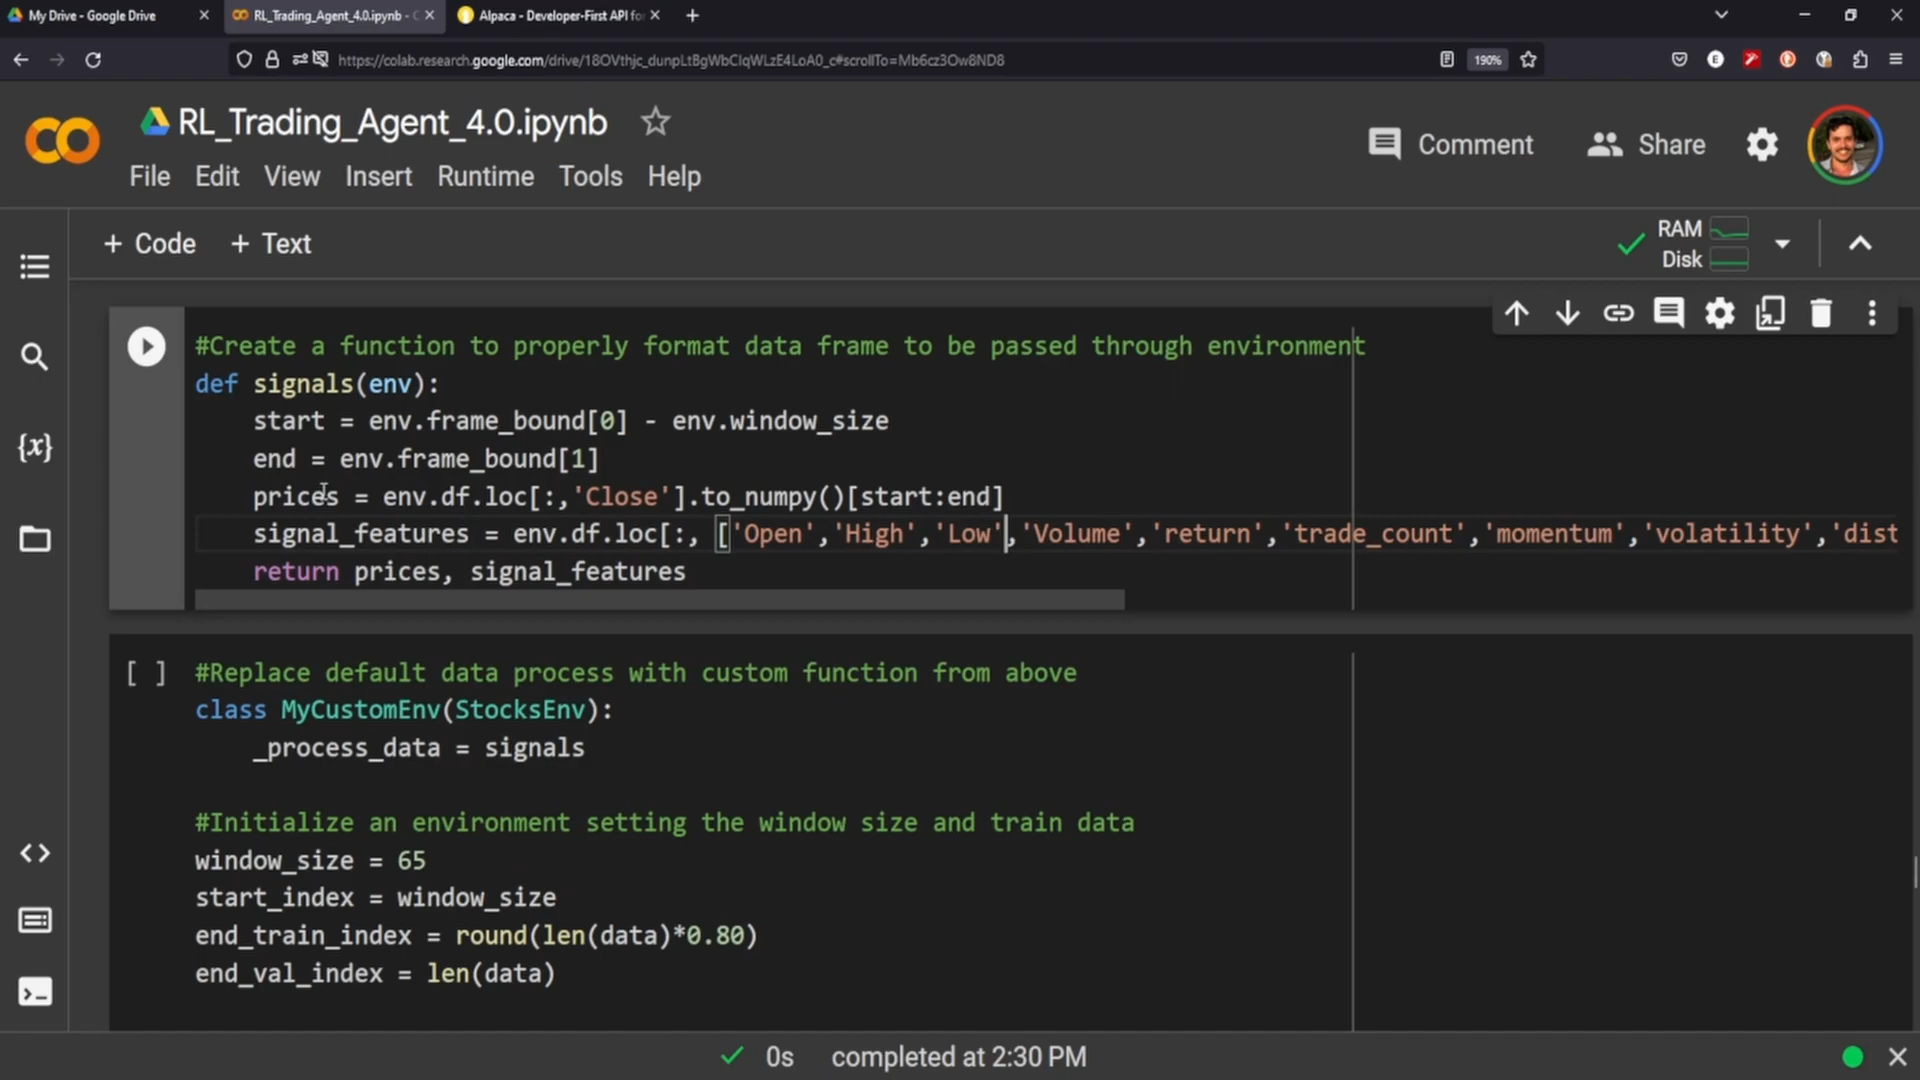 My Drive - Google Drive
RL_Trading_Agent_4.0.ipynb - C
Alpaca - Developer-First API for
https://colab.research.google.com/drive/18OVthjc_dunpLtBgWbCIqWLzE4LoA0_c#scrollTo=Mb6cz3Ow8ND8
190%
RL_Trading_Agent_4.0.ipynb
Comment
Share
File Edit View Insert Runtime Tools Help
+ Code + Text
RAM
Disk
#Create a function to properly format data frame to be passed through environment
def signals(env):
start = env.frame_bound[0] - env.window_size
end = env.frame_bound[1]
prices = env.df.loc[:,'Close'].to_numpy()[start:end]
signal_features = env.df.loc[:, ['Open','High','Low','Volume','return','trade_count','momentum','volatility','dist
return prices, signal_features
[ ] #Replace default data process with custom function from above
class MyCustomEnv(StocksEnv):
_process_data = signals
#Initialize an environment setting the window size and train data
window_size = 65
start_index = window_size
end_train_index = round(len(data)*0.80)
end_val_index = len(data)
0s completed at 2:30 PM